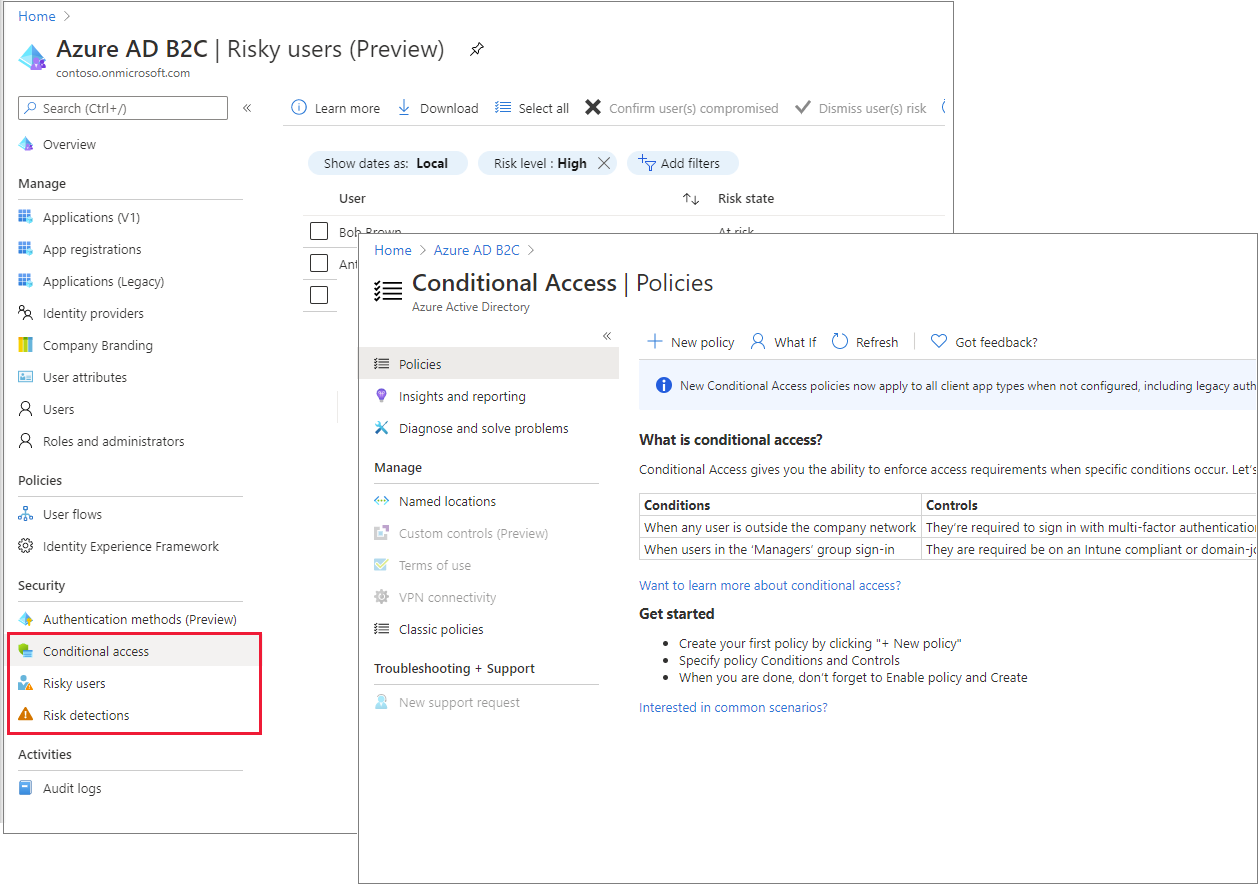 Home >
Azure AD B2C | Risky users (Preview)
contoso.onmicrosoft.com
Search (Ctrl+/)
«
Overview
Manage
Applications (V1)
App registrations
Applications (Legacy)
Identity providers
Company Branding
User attributes
Users
Roles and administrators
Policies
User flows
Identity Experience Framework
Security
Authentication methods (Preview)
Conditional access
Risky users
Risk detections
Activities
Audit logs
Learn more Download Select all Confirm user(s) compromised Dismiss user(s) risk
Show dates as: Local Risk level : High Add filters
User ↑↓ Risk state
Bob Brown At risk
Ant
Home > Azure AD B2C >
Conditional Access | Policies
Azure Active Directory
«
Policies
Insights and reporting
Diagnose and solve problems
Manage
Named locations
Custom controls (Preview)
Terms of use
VPN connectivity
Classic policies
Troubleshooting + Support
New support request
New policy What If Refresh Got feedback?
New Conditional Access policies now apply to all client app types when not configured, including legacy auth
What is conditional access?
Conditional Access gives you the ability to enforce access requirements when specific conditions occur. Let's
Conditions Controls
When any user is outside the company network They're required to sign in with multi-factor authentication
When users in the 'Managers' group sign-in They are required be on an Intune compliant or domain-jo
Want to learn more about conditional access?
Get started
• Create your first policy by clicking "+ New policy"
• Specify policy Conditions and Controls
• When you are done, don't forget to Enable policy and Create
Interested in common scenarios?